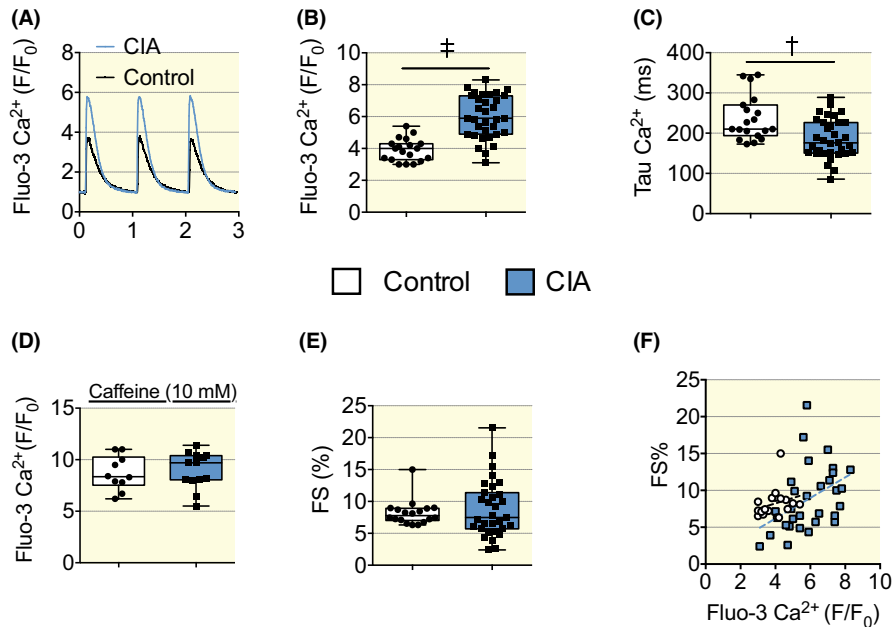 (A)
Fluo-3 Ca²⁺ (F/F₀)
8
6
4
2
0
CIA
Control
0 1 2 3
(B)
Fluo-3 Ca²⁺ (F/F₀)
10
8
6
4
2
0
‡
(C)
Tau Ca²⁺ (ms)
400
300
200
100
0
†
Control CIA
(D)
Caffeine (10 mM)
Fluo-3 Ca²⁺(F/F₀)
15
10
5
0
(E)
FS (%)
25
20
15
10
5
0
(F)
FS%
25
20
15
10
5
0
0 2 4 6 8 10
Fluo-3 Ca²⁺ (F/F₀)